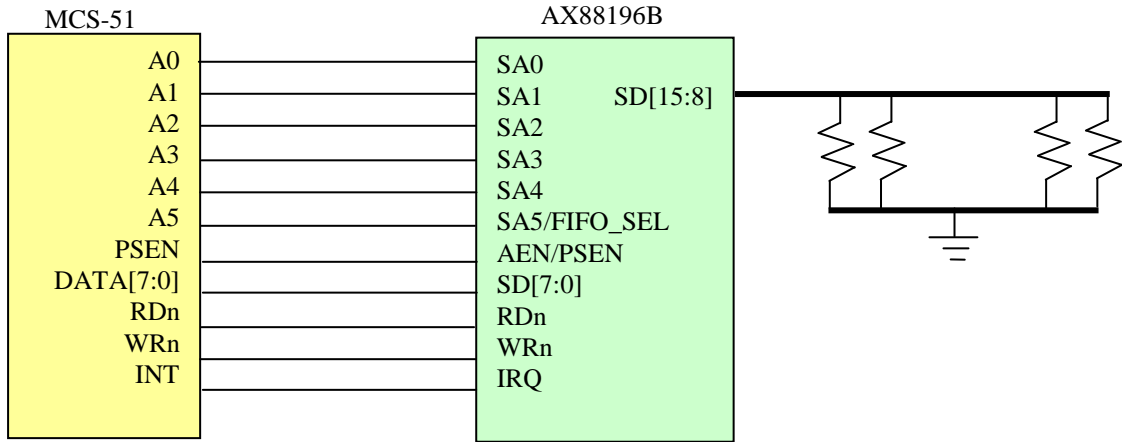 MCS-51
AX88196B
A0
A1
A2
A3
A4
A5
PSEN
DATA[7:0]
RDn
WRn
INT
SA0
SA1
SD[15:8]
SA2
SA3
SA4
SA5/FIFO_SEL
AEN/PSEN
SD[7:0]
RDn
WRn
IRQ